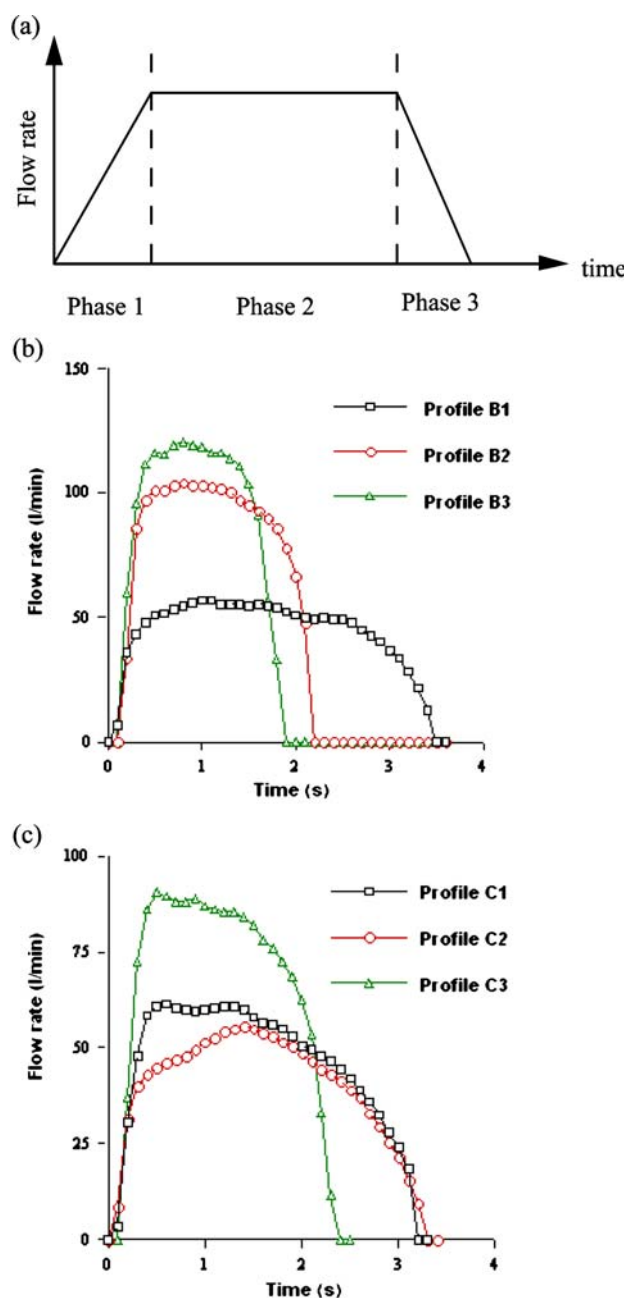 (a)
Flow rate
time
Phase 1
Phase 2
Phase 3
(b)
150
100
50
0
Flow rate (l/min)
Profile B1
Profile B2
Profile B3
0 1 2 3 4
Time (s)
(c)
100
75
50
25
0
Flow rate (l/min)
Profile C1
Profile C2
Profile C3
0 1 2 3 4
Time (s)